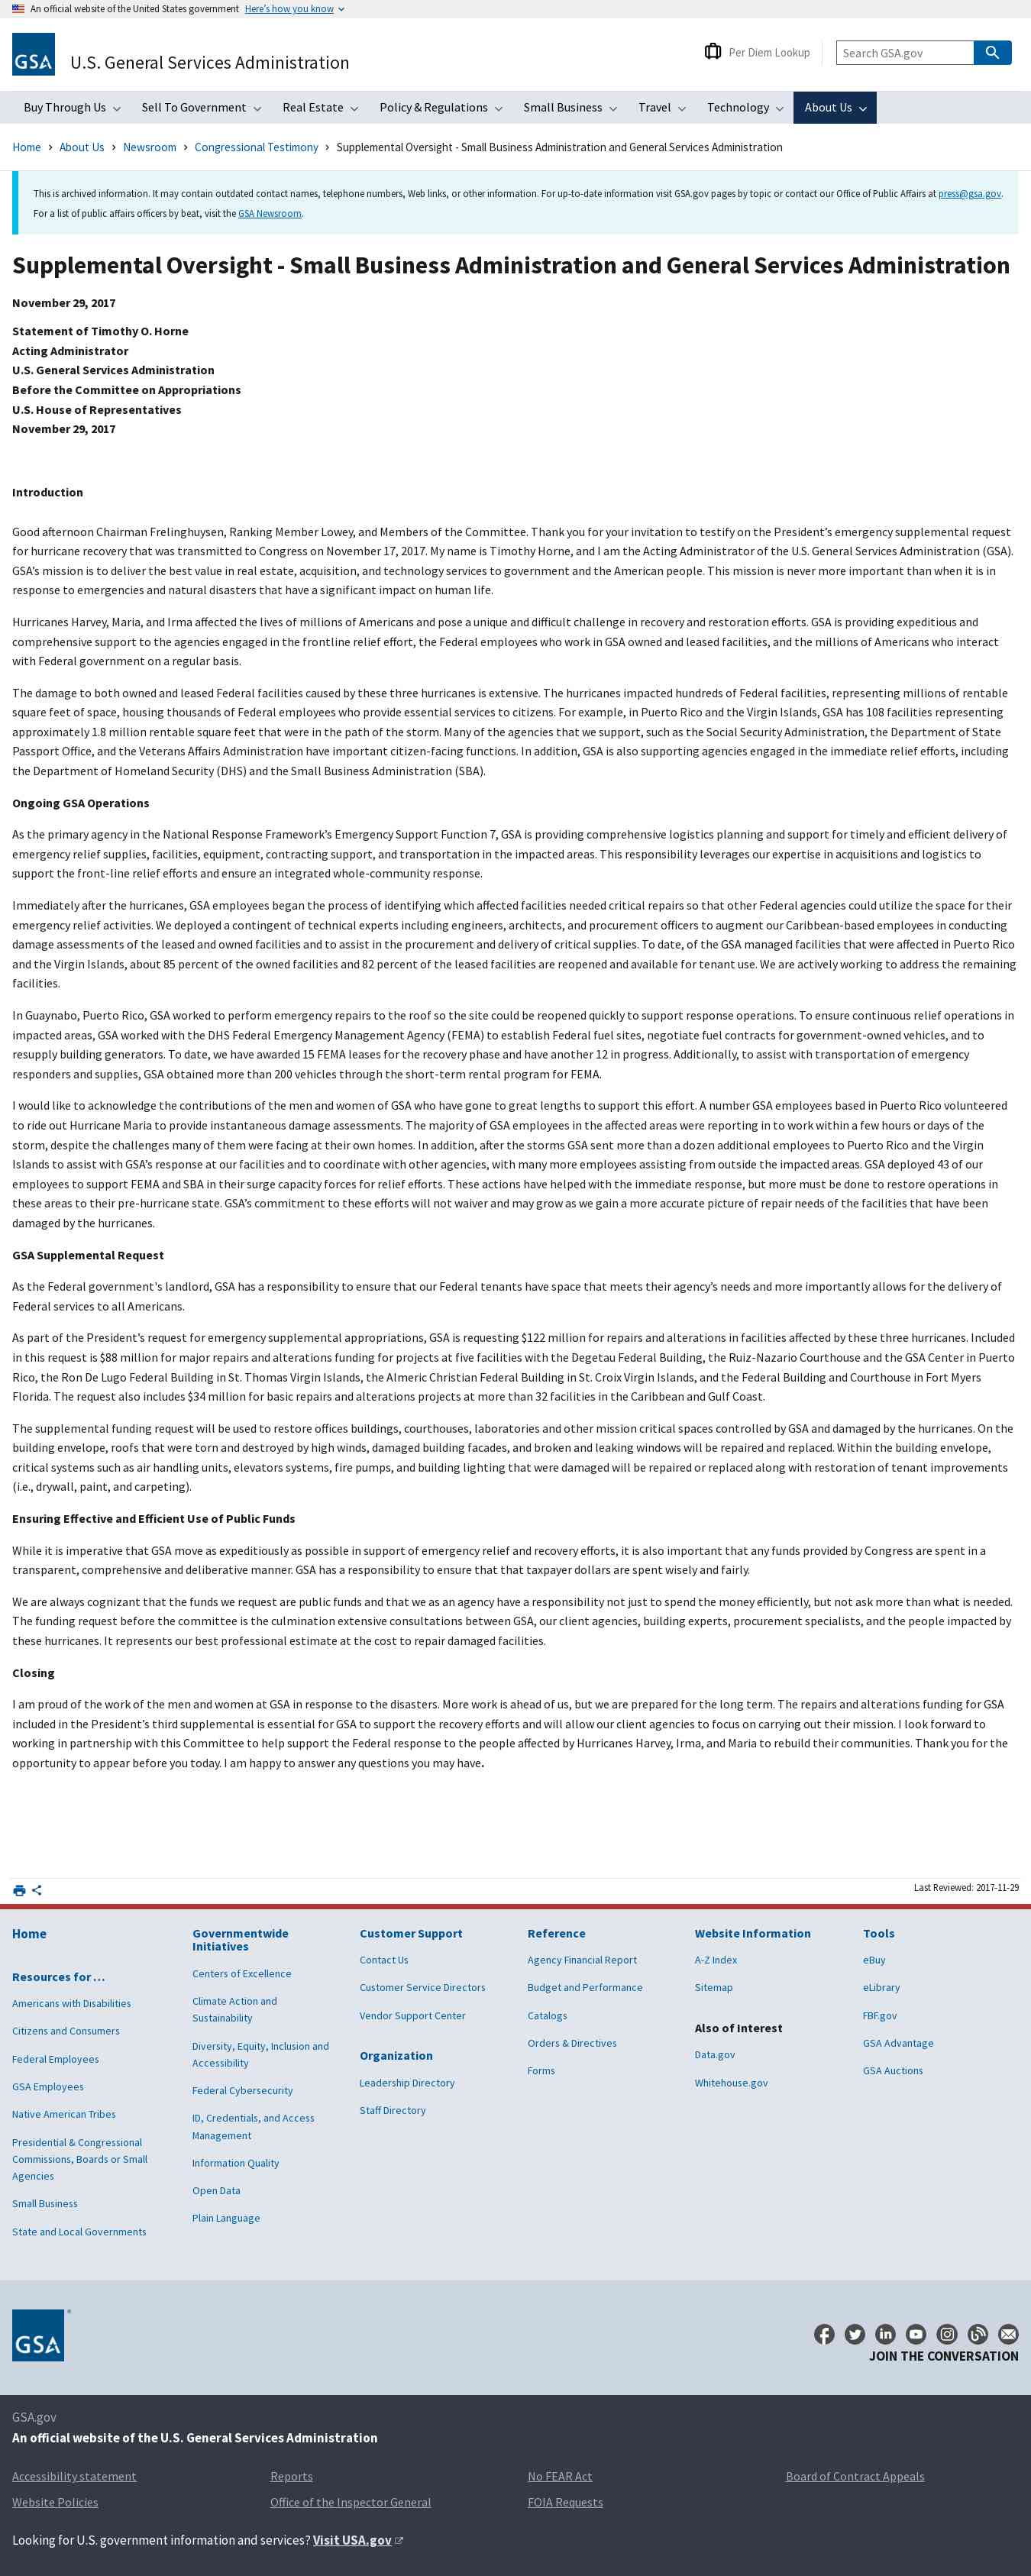 An official website of the United States government Here's how you know
GSA
U.S. General Services Administration
Per Diem Lookup
Search GSA.gov
Buy Through Us
Sell To Government
Real Estate
Policy & Regulations
Small Business
Travel
Technology
About Us
Home > About Us > Newsroom > Congressional Testimony > Supplemental Oversight - Small Business Administration and General Services Administration
This is archived information. It may contain outdated contact names, telephone numbers, Web links, or other information. For up-to-date information visit GSA.gov pages by topic or contact our Office of Public Affairs at press@gsa.gov.
For a list of public affairs officers by beat, visit the GSA Newsroom.
Supplemental Oversight - Small Business Administration and General Services Administration
November 29, 2017
Statement of Timothy O. Horne
Acting Administrator
U.S. General Services Administration
Before the Committee on Appropriations
U.S. House of Representatives
November 29, 2017
Introduction
Good afternoon Chairman Frelinghuysen, Ranking Member Lowey, and Members of the Committee. Thank you for your invitation to testify on the President's emergency supplemental request
for hurricane recovery that was transmitted to Congress on November 17, 2017. My name is Timothy Horne, and I am the Acting Administrator of the U.S. General Services Administration (GSA).
GSA's mission is to deliver the best value in real estate, acquisition, and technology services to government and the American people. This mission is never more important than when it is in
response to emergencies and natural disasters that have a significant impact on human life.
Hurricanes Harvey, Maria, and Irma affected the lives of millions of Americans and pose a unique and difficult challenge in recovery and restoration efforts. GSA is providing expeditious and
comprehensive support to the agencies engaged in the frontline relief effort, the Federal employees who work in GSA owned and leased facilities, and the millions of Americans who interact
with Federal government on a regular basis.
The damage to both owned and leased Federal facilities caused by these three hurricanes is extensive. The hurricanes impacted hundreds of Federal facilities, representing millions of rentable
square feet of space, housing thousands of Federal employees who provide essential services to citizens. For example, in Puerto Rico and the Virgin Islands, GSA has 108 facilities representing
approximately 1.8 million rentable square feet that were in the path of the storm. Many of the agencies that we support, such as the Social Security Administration, the Department of State
Passport Office, and the Veterans Affairs Administration have important citizen-facing functions. In addition, GSA is also supporting agencies engaged in the immediate relief efforts, including
the Department of Homeland Security (DHS) and the Small Business Administration (SBA).
Ongoing GSA Operations
As the primary agency in the National Response Framework's Emergency Support Function 7, GSA is providing comprehensive logistics planning and support for timely and efficient delivery of
emergency relief supplies, facilities, equipment, contracting support, and transportation in the impacted areas. This responsibility leverages our expertise in acquisitions and logistics to
support the front-line relief efforts and ensure an integrated whole-community response.
Immediately after the hurricanes, GSA employees began the process of identifying which affected facilities needed critical repairs so that other Federal agencies could utilize the space for their
emergency relief activities. We deployed a contingent of technical experts including engineers, architects, and procurement officers to augment our Caribbean-based employees in conducting
damage assessments of the leased and owned facilities and to assist in the procurement and delivery of critical supplies. To date, of the GSA managed facilities that were affected in Puerto Rico
and the Virgin Islands, about 85 percent of the owned facilities and 82 percent of the leased facilities are reopened and available for tenant use. We are actively working to address the remaining
facilities.
In Guaynabo, Puerto Rico, GSA worked to perform emergency repairs to the roof so the site could be reopened quickly to support response operations. To ensure continuous relief operations in
impacted areas, GSA worked with the DHS Federal Emergency Management Agency (FEMA) to establish Federal fuel sites, negotiate fuel contracts for government-owned vehicles, and to
resupply building generators. To date, we have awarded 15 FEMA leases for the recovery phase and have another 12 in progress. Additionally, to assist with transportation of emergency
responders and supplies, GSA obtained more than 200 vehicles through the short-term rental program for FEMA.
I would like to acknowledge the contributions of the men and women of GSA who have gone to great lengths to support this effort. A number GSA employees based in Puerto Rico volunteered
to ride out Hurricane Maria to provide instantaneous damage assessments. The majority of GSA employees in the affected areas were reporting in to work within a few hours or days of the
storm, despite the challenges many of them were facing at their own homes. In addition, after the storms GSA sent more than a dozen additional employees to Puerto Rico and the Virgin
Islands to assist with GSA's response at our facilities and to coordinate with other agencies, with many more employees assisting from outside the impacted areas. GSA deployed 43 of our
employees to support FEMA and SBA in their surge capacity forces for relief efforts. These actions have helped with the immediate response, but more must be done to restore operations in
these areas to their pre-hurricane state. GSA's commitment to these efforts will not waiver and may grow as we gain a more accurate picture of repair needs of the facilities that have been
damaged by the hurricanes.
GSA Supplemental Request
As the Federal government's landlord, GSA has a responsibility to ensure that our Federal tenants have space that meets their agency's needs and more importantly allows for the delivery of
Federal services to all Americans.
As part of the President's request for emergency supplemental appropriations, GSA is requesting $122 million for repairs and alterations in facilities affected by these three hurricanes. Included
in this request is $88 million for major repairs and alterations funding for projects at five facilities with the Degetau Federal Building, the Ruiz-Nazario Courthouse and the GSA Center in Puerto
Rico, the Ron De Lugo Federal Building in St. Thomas Virgin Islands, the Almeric Christian Federal Building in St. Croix Virgin Islands, and the Federal Building and Courthouse in Fort Myers
Florida. The request also includes $34 million for basic repairs and alterations projects at more than 32 facilities in the Caribbean and Gulf Coast.
The supplemental funding request will be used to restore offices buildings, courthouses, laboratories and other mission critical spaces controlled by GSA and damaged by the hurricanes. On the
building envelope, roofs that were torn and destroyed by high winds, damaged building facades, and broken and leaking windows will be repaired and replaced. Within the building envelope,
critical systems such as air handling units, elevators systems, fire pumps, and building lighting that were damaged will be repaired or replaced along with restoration of tenant improvements
(i.e., drywall, paint, and carpeting).
Ensuring Effective and Efficient Use of Public Funds
While it is imperative that GSA move as expeditiously as possible in support of emergency relief and recovery efforts, it is also important that any funds provided by Congress are spent in a
transparent, comprehensive and deliberative manner. GSA has a responsibility to ensure that that taxpayer dollars are spent wisely and fairly.
We are always cognizant that the funds we request are public funds and that we as an agency have a responsibility not just to spend the money efficiently, but not ask more than what is needed.
The funding request before the committee is the culmination extensive consultations between GSA, our client agencies, building experts, procurement specialists, and the people impacted by
these hurricanes. It represents our best professional estimate at the cost to repair damaged facilities.
Closing
I am proud of the work of the men and women at GSA in response to the disasters. More work is ahead of us, but we are prepared for the long term. The repairs and alterations funding for GSA
included in the President's third supplemental is essential for GSA to support the recovery efforts and will allow our client agencies to focus on carrying out their mission. I look forward to
working in partnership with this Committee to help support the Federal response to the people affected by Hurricanes Harvey, Irma, and Maria to rebuild their communities. Thank you for the
opportunity to appear before you today. I am happy to answer any questions you may have.
Last Reviewed: 2017-11-29
Home
Resources for …
Americans with Disabilities
Citizens and Consumers
Federal Employees
GSA Employees
Native American Tribes
Presidential & Congressional
Commissions, Boards or Small
Agencies
Small Business
State and Local Governments
Governmentwide
Initiatives
Centers of Excellence
Climate Action and
Sustainability
Diversity, Equity, Inclusion and
Accessibility
Federal Cybersecurity
ID, Credentials, and Access
Management
Information Quality
Open Data
Plain Language
Customer Support
Contact Us
Customer Service Directors
Vendor Support Center
Organization
Leadership Directory
Staff Directory
Reference
Agency Financial Report
Budget and Performance
Catalogs
Orders & Directives
Forms
Website Information
A-Z Index
Sitemap
Also of Interest
Data.gov
Whitehouse.gov
Tools
eBuy
eLibrary
FBF.gov
GSA Advantage
GSA Auctions
GSA
JOIN THE CONVERSATION
GSA.gov
An official website of the U.S. General Services Administration
Accessibility statement
Reports
No FEAR Act
Board of Contract Appeals
Website Policies
Office of the Inspector General
FOIA Requests
Looking for U.S. government information and services? Visit USA.gov